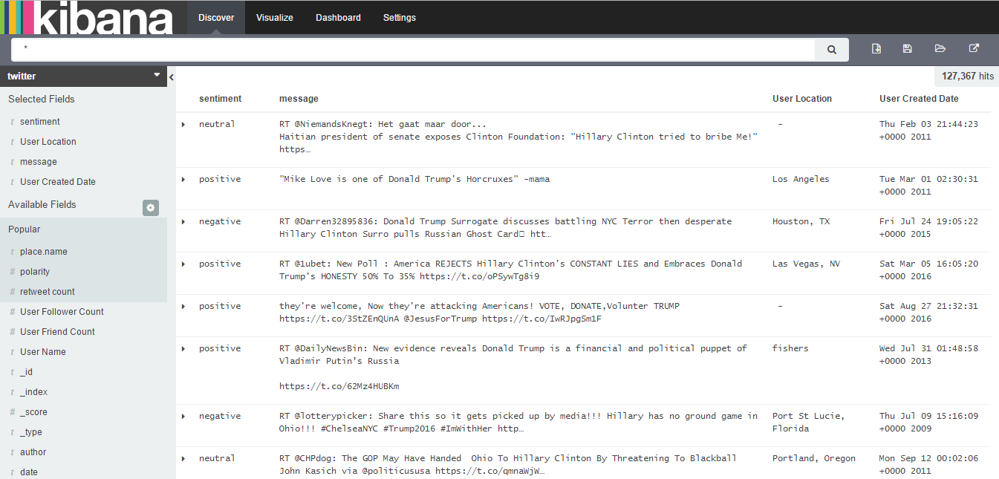 kibana
Discover
Visualize
Dashboard
Settings
*
twitter
127,367 hits
Selected Fields
t sentiment
t User Location
t message
t User Created Date
Available Fields
Popular
t place.name
# polarity
# retweet count
# User Follower Count
# User Friend Count
t User Name
t _id
t _index
# _score
t _type
t author
t date
sentiment message User Location User Created Date
neutral RT @NiemandsKnegt: Het gaat maar door... - Thu Feb 03 21:44:23
Haitian president of senate exposes Clinton Foundation: "Hillary Clinton tried to bribe Me!" +0000 2011
https…
positive "Mike Love is one of Donald Trump's Horcruxes" -mama Los Angeles Tue Mar 01 02:30:31
+0000 2011
negative RT @Darren32895836: Donald Trump Surrogate discusses battling NYC Terror then desperate Houston, TX Fri Jul 24 19:05:22
Hillary Clinton Surro pulls Russian Ghost Card htt… +0000 2015
positive RT @1ubet: New Poll : America REJECTS Hillary Clinton's CONSTANT LIES and Embraces Donald Las Vegas, NV Sat Mar 05 16:05:20
Trump's HONESTY 50% To 35% https://t.co/oPSywTg8i9 +0000 2016
positive they're welcome, Now they're attacking Americans! VOTE, DONATE,Volunter TRUMP - Sat Aug 27 21:32:31
https://t.co/3StZEnQUnA @JesusForTrump https://t.co/IwRJpgSm1F +0000 2016
positive RT @DailyNewsBin: New evidence reveals Donald Trump is a financial and political puppet of fishers Wed Jul 31 01:48:58
Vladimir Putin’s Russia +0000 2013
https://t.co/62Mz4HUBKm
negative RT @lotterypicker: Share this so it gets picked up by media!!! Hillary has no ground game in Port St Lucie, Thu Jul 09 15:16:09
Ohio!!! #ChelseaNYC #Trump2016 #ImWithHer http… Florida +0000 2009
neutral RT @CHPdog: The GOP May Have Handed  Ohio To Hillary Clinton By Threatening To Blackball Portland, Oregon Mon Sep 12 00:02:06
John Kasich via @politicususa https://t.co/qmnaWjW… +0000 2011